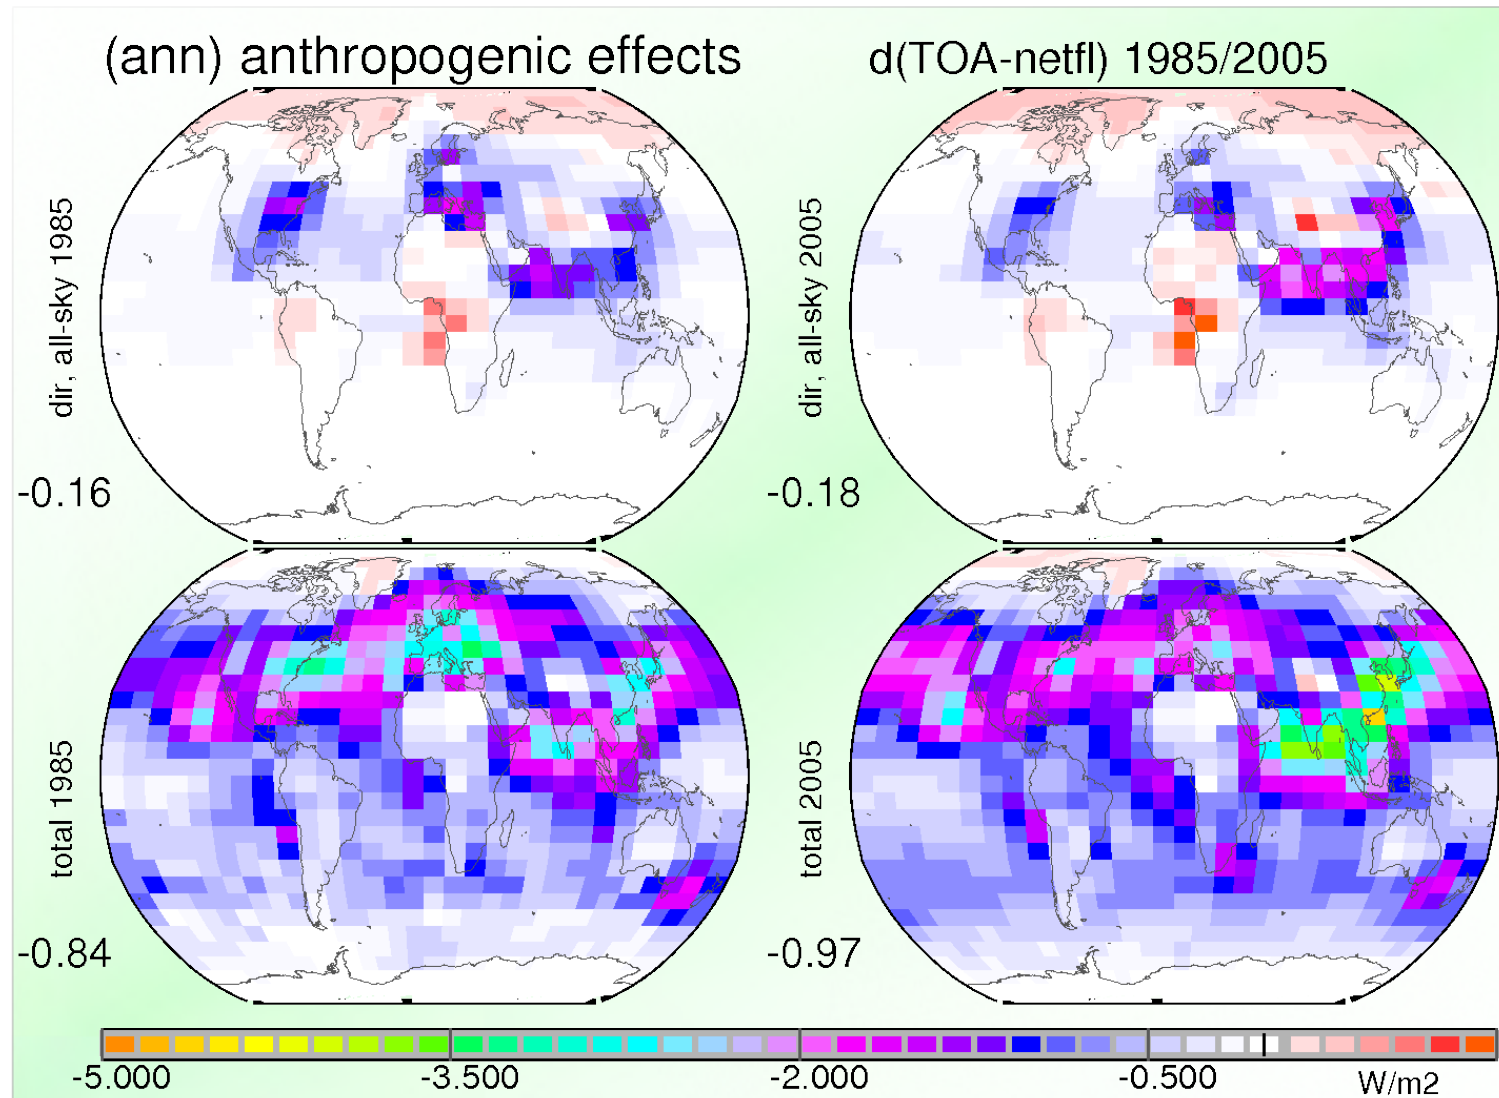 (ann) anthropogenic effects
d(TOA-netfl) 1985/2005
dir, all-sky 1985
dir, all-sky 2005
-0.16
-0.18
total 1985
total 2005
-0.84
-0.97
-5.000
-3.500
-2.000
-0.500
W/m2